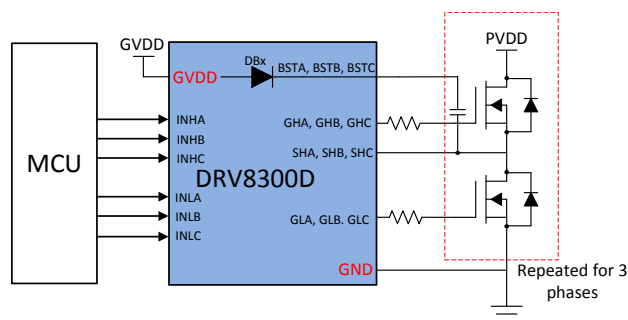 GVDD
PVDD
DBx
BSTA, BSTB, BSTC
GVDD
INHA
INHB
INHC
GHA, GHB, GHC
SHA, SHB, SHC
MCU
DRV8300D
INLA
INLB
INLC
GLA, GLB. GLC
GND
Repeated for 3
phases